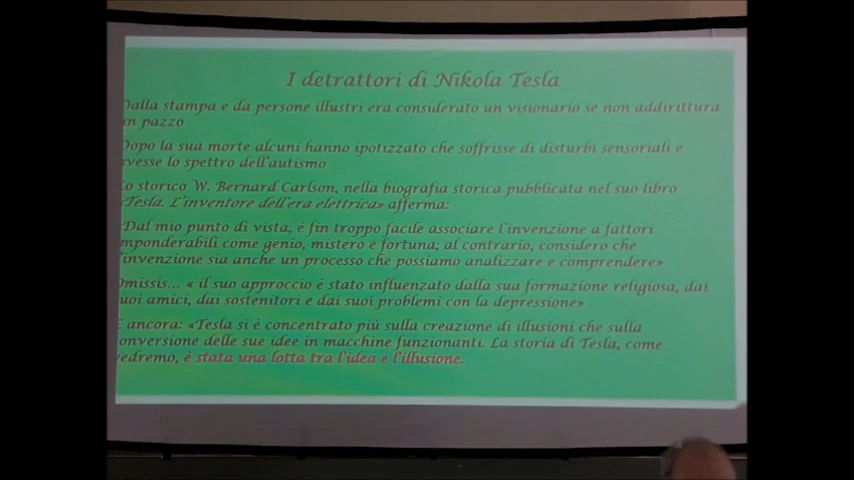 I detrattori di Nikola Tesla
Dalla stampa e da persone illustri era considerato un visionario se non addirittura
un pazzo
Dopo la sua morte alcuni hanno ipotizzato che soffrisse di disturbi sensoriali e
avesse lo spettro dell'autismo
Lo storico W. Bernard Carlson, nella biografia storica pubblicata nel suo libro
«Tesla. L'inventore dell'era elettrica» afferma:
«Dal mio punto di vista, è fin troppo facile associare l'invenzione a fattori
imponderabili come genio, mistero e fortuna; al contrario, considero che
l'invenzione sia anche un processo che possiamo analizzare e comprendere»
Omissis... « il suo approccio è stato influenzato dalla sua formazione religiosa, dai
suoi amici, dai sostenitori e dai suoi problemi con la depressione»
E ancora: «Tesla si è concentrato più sulla creazione di illusioni che sulla
conversione delle sue idee in macchine funzionanti. La storia di Tesla, come
vedremo, è stata una lotta tra l'idea e l'illusione.